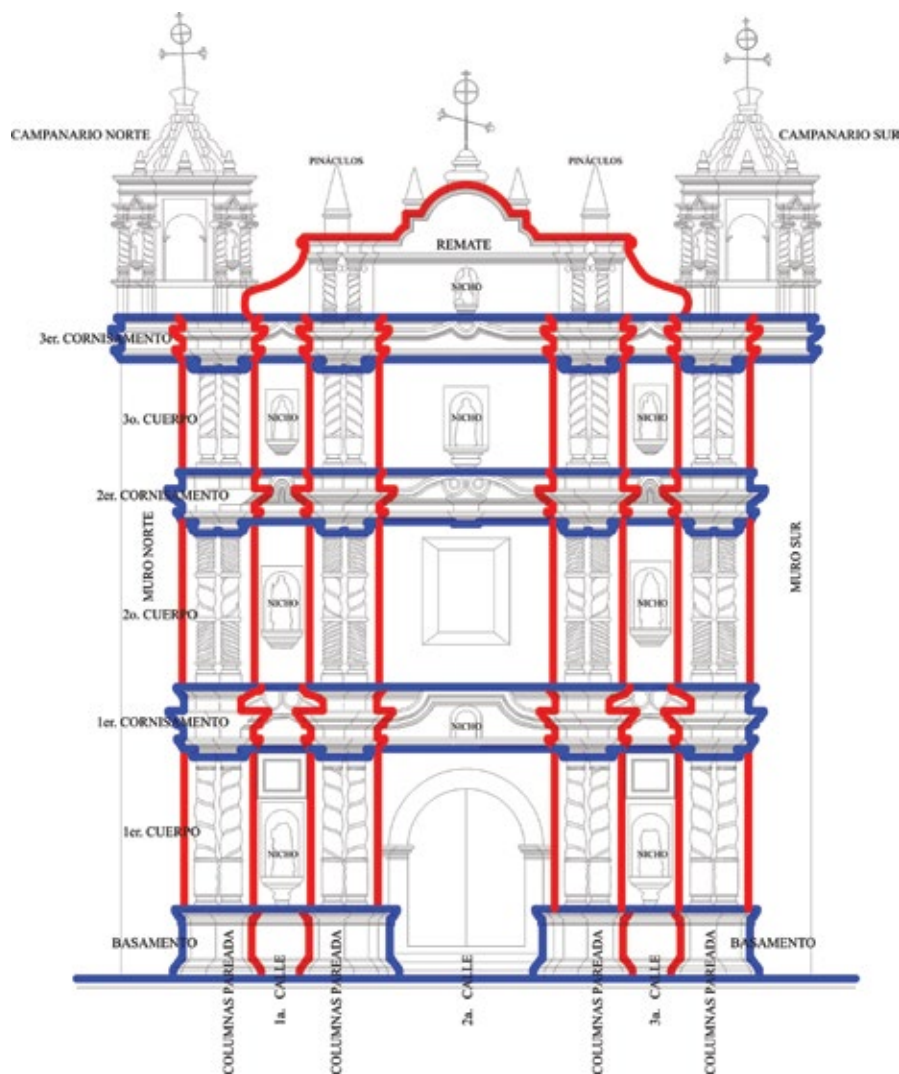 CAMPANARIO NORTE
CAMPANARIO SUR
PINÁCULOS
PINÁCULOS
REMATE
NICHO
3er. CORNISAMENTO
3o. CUERPO
NICHO
NICHO
NICHO
2er. CORNISAMENTO
MURO NORTE
MURO SUR
NICHO
NICHO
2o. CUERPO
1er. CORNISAMENTO
NICHO
1er. CUERPO
NICHO
NICHO
BASAMENTO
BASAMENTO
COLUMNAS PAREADA
1a. CALLE
COLUMNAS PAREADA
2a. CALLE
COLUMNAS PAREADA
3a. CALLE
COLUMNAS PAREADA